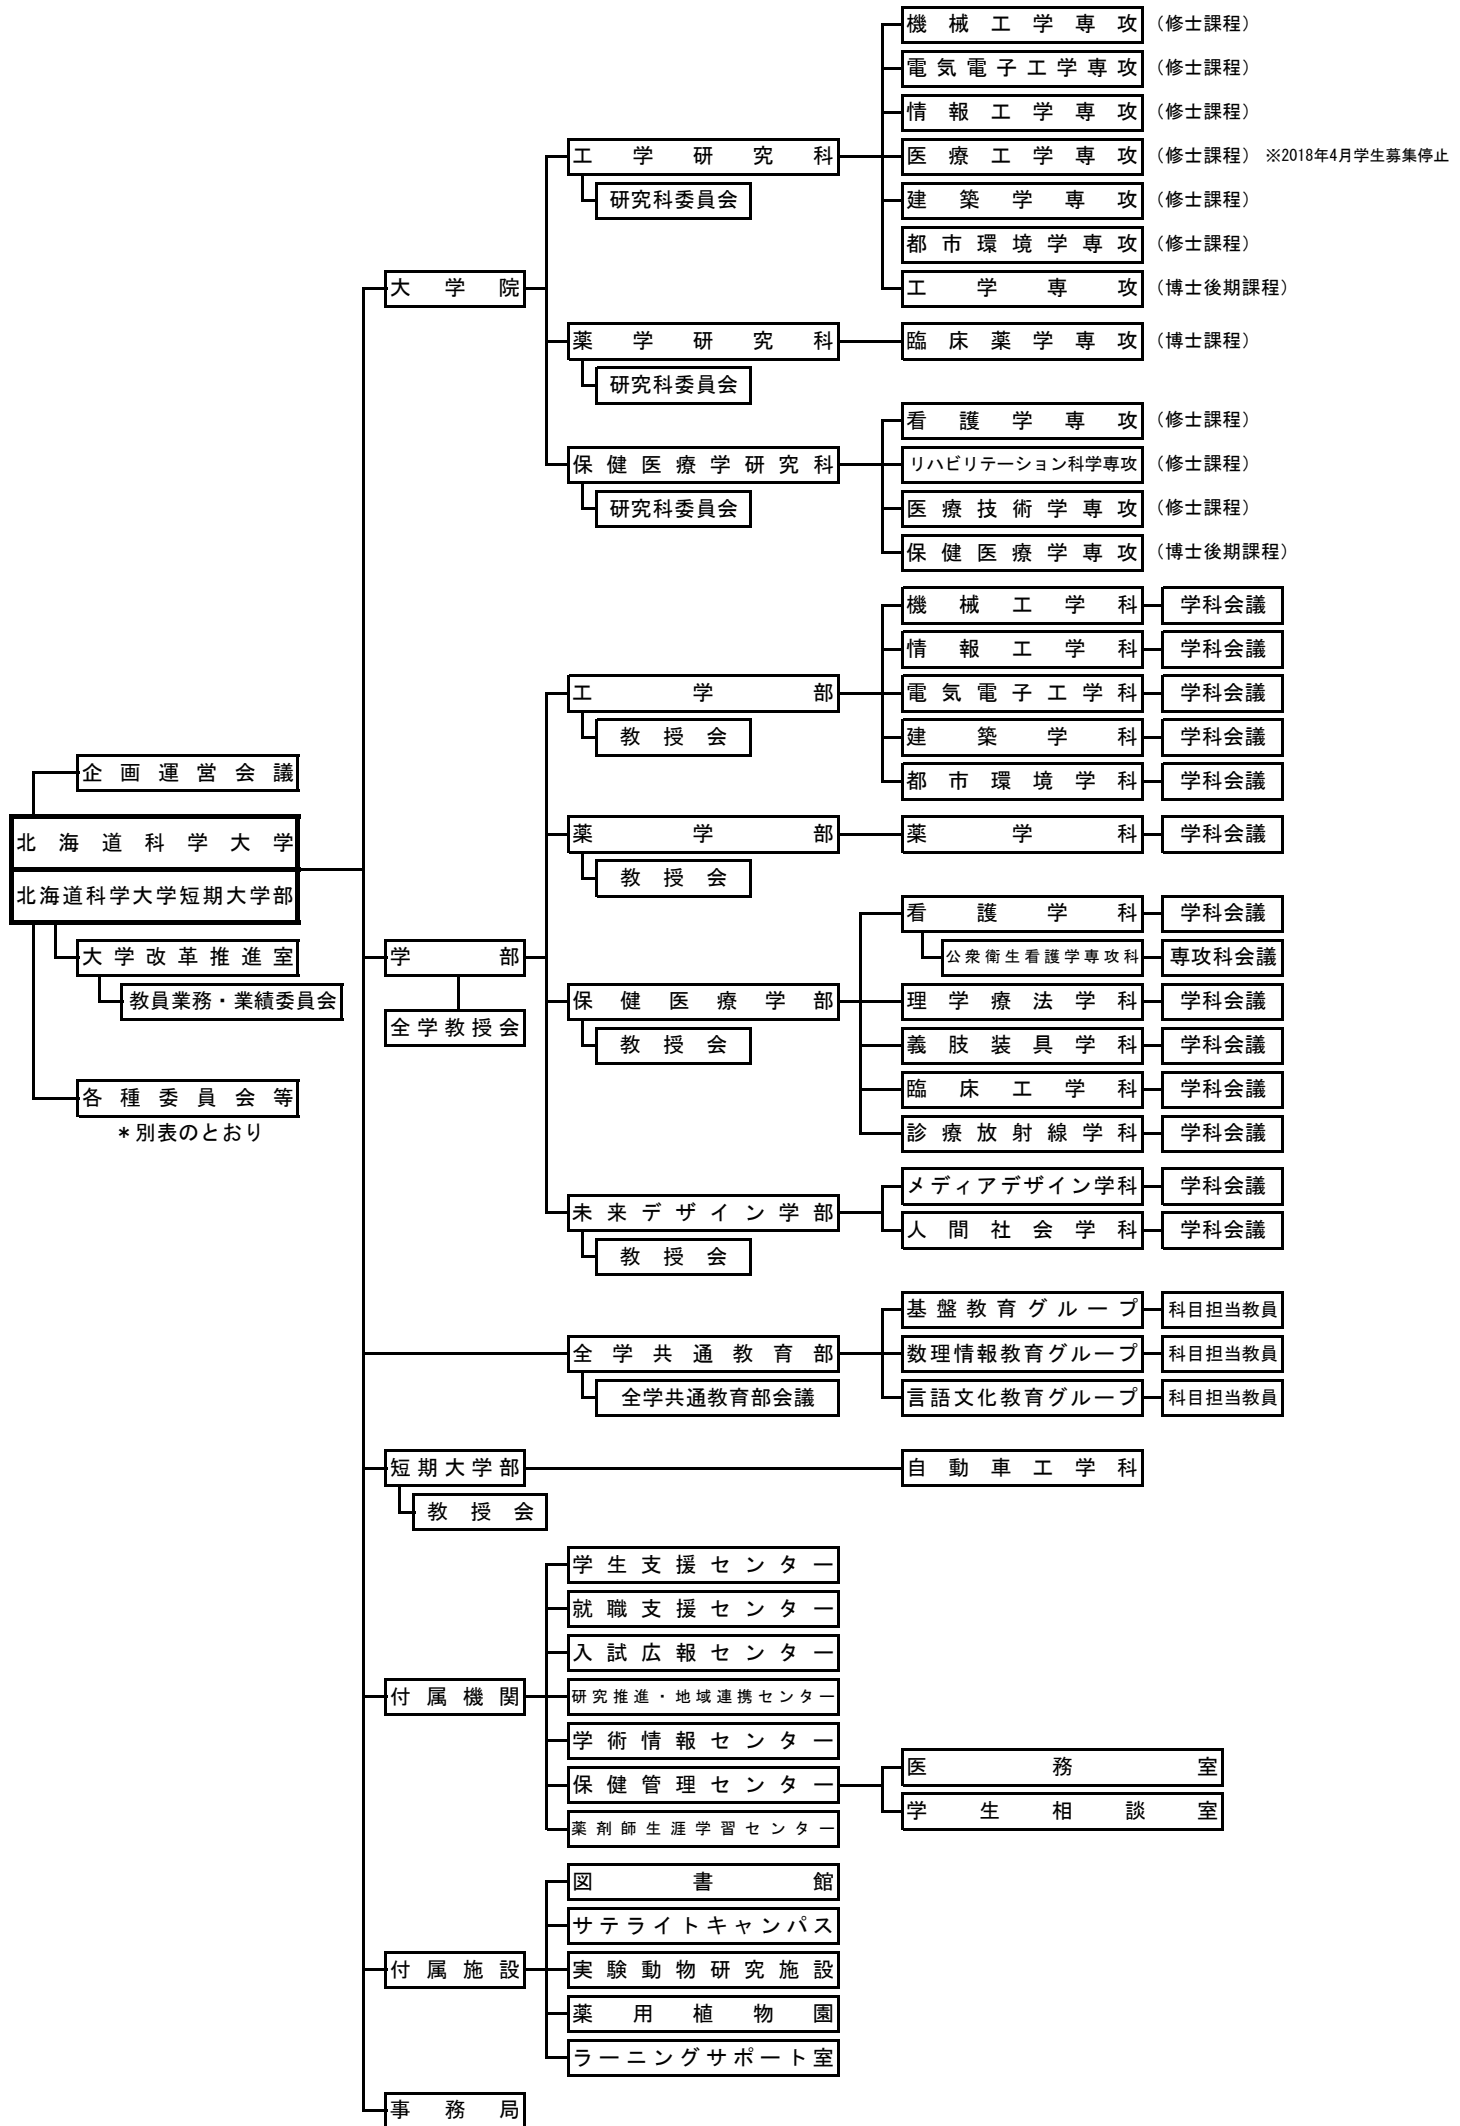 機械工学専攻 （修士課程）
電気電子工学専攻 （修士課程）
情報工学専攻 （修士課程）
工学研究科 医療工学専攻 （修士課程） ※2018年4月学生募集停止
研究科委員会 建築学専攻 （修士課程）
都市環境学専攻 （修士課程）
大学院 工学専攻 （博士後期課程）
薬学研究科 臨床薬学専攻 （博士課程）
研究科委員会
看護学専攻 （修士課程）
保健医療学研究科 リハビリテーション科学専攻 （修士課程）
研究科委員会 医療技術学専攻 （修士課程）
保健医療学専攻 （博士後期課程）
機械工学科 学科会議
情報工学科 学科会議
工学部 電気電子工学科 学科会議
教授会 建築学科 学科会議
企画運営会議 都市環境学科 学科会議
北海道科学大学 薬学部 薬学科 学科会議
北海道科学大学短期大学部 教授会
看護学科 学科会議
大学改革推進室 学部 公衆衛生看護学専攻科 専攻科会議
教員業務・業績委員会 保健医療学部 理学療法学科 学科会議
全学教授会 教授会 義肢装具学科 学科会議
各種委員会等 臨床工学科 学科会議
＊別表のとおり 診療放射線学科 学科会議
メディアデザイン学科 学科会議
未来デザイン学部 人間社会学科 学科会議
教授会
基盤教育グループ 科目担当教員
全学共通教育部 数理情報教育グループ 科目担当教員
全学共通教育部会議 言語文化教育グループ 科目担当教員
短期大学部 自動車工学科
教授会
学生支援センター
就職支援センター
入試広報センター
付属機関 研究推進・地域連携センター
学術情報センター
保健管理センター 医務室
学生相談室
薬剤師生涯学習センター
図書館
サテライトキャンパス
付属施設 実験動物研究施設
薬用植物園
ラーニングサポート室
事務局